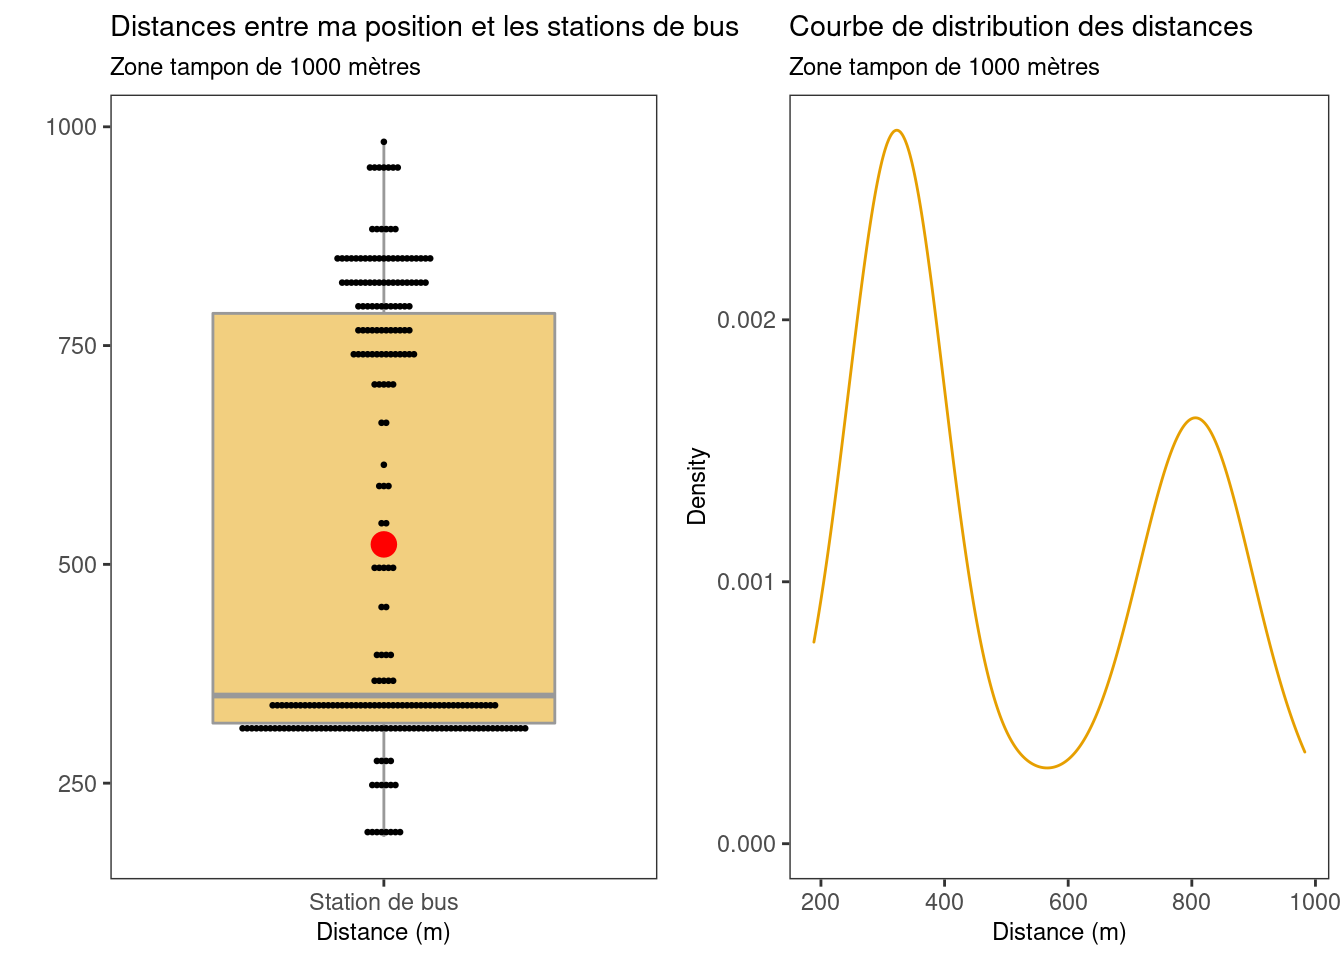 Distances entre ma position et les stations de bus
Zone tampon de 1000 mètres
1000
750
500
250
Station de bus
Distance (m)
Courbe de distribution des distances
Zone tampon de 1000 mètres
Density
0.002
0.001
0.000
200 400 600 800 1000
Distance (m)